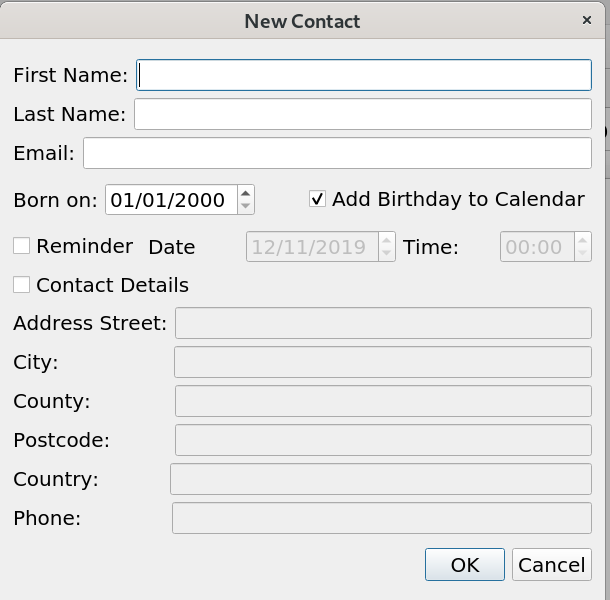 New Contact ×
First Name:
Last Name:
Email:
Born on: 01/01/2000 Add Birthday to Calendar
Reminder Date 12/11/2019 Time: 00:00
Contact Details
Address Street:
City:
County:
Postcode:
Country:
Phone:
OK Cancel